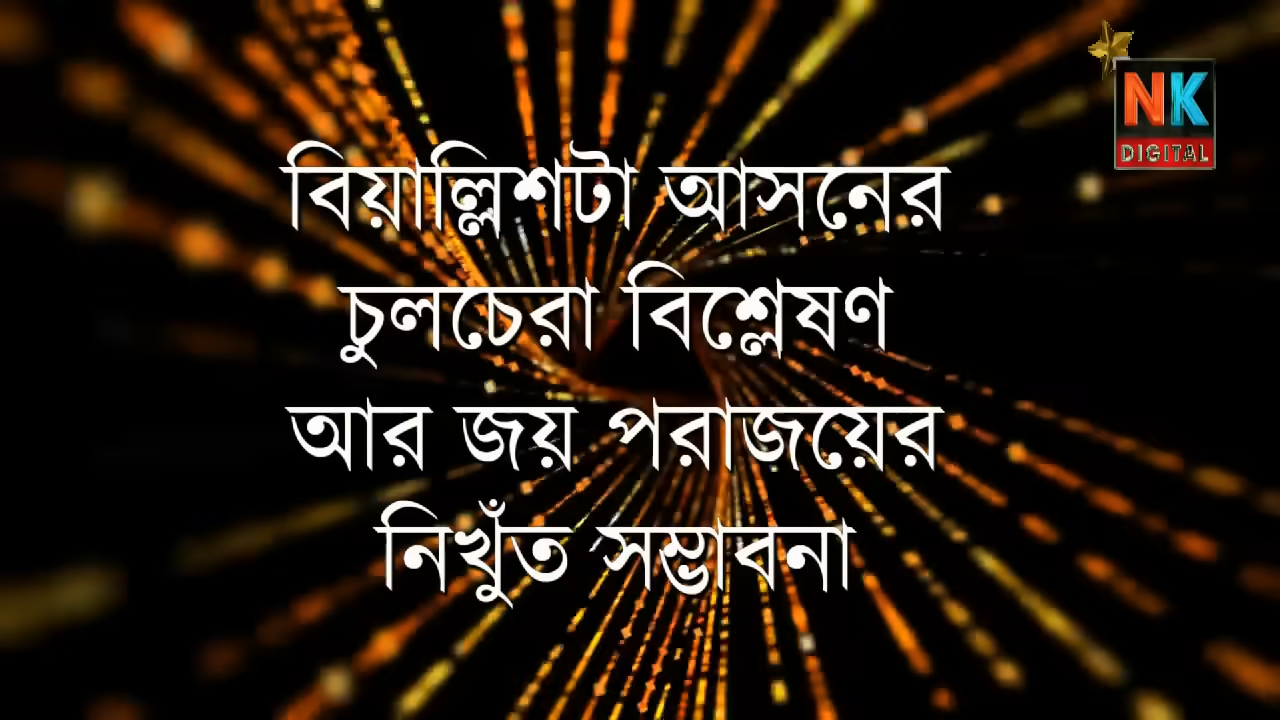 NK
DIGITAL
বিয়াল্লিশটা আসনের
চুলচেরা বিশ্লেষণ
আর জয় পরাজয়ের
নিখুঁত সম্ভাবনা